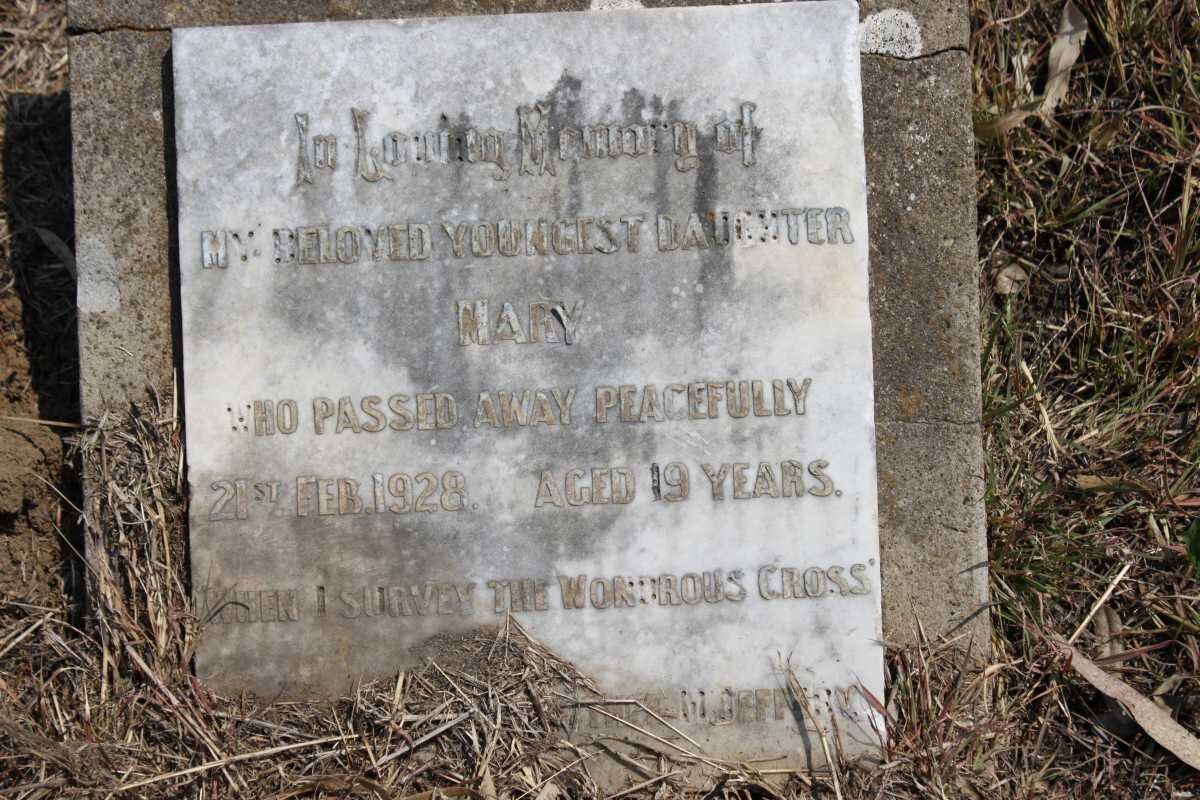 In Loving Memory of
MY BELOVED YOUNGEST DAUGHTER
MARY
WHO PASSED AWAY PEACEFULLY
21ST FEB. 1928. AGED 19 YEARS.
WHEN I SURVEY THE WONDROUS CROSS'